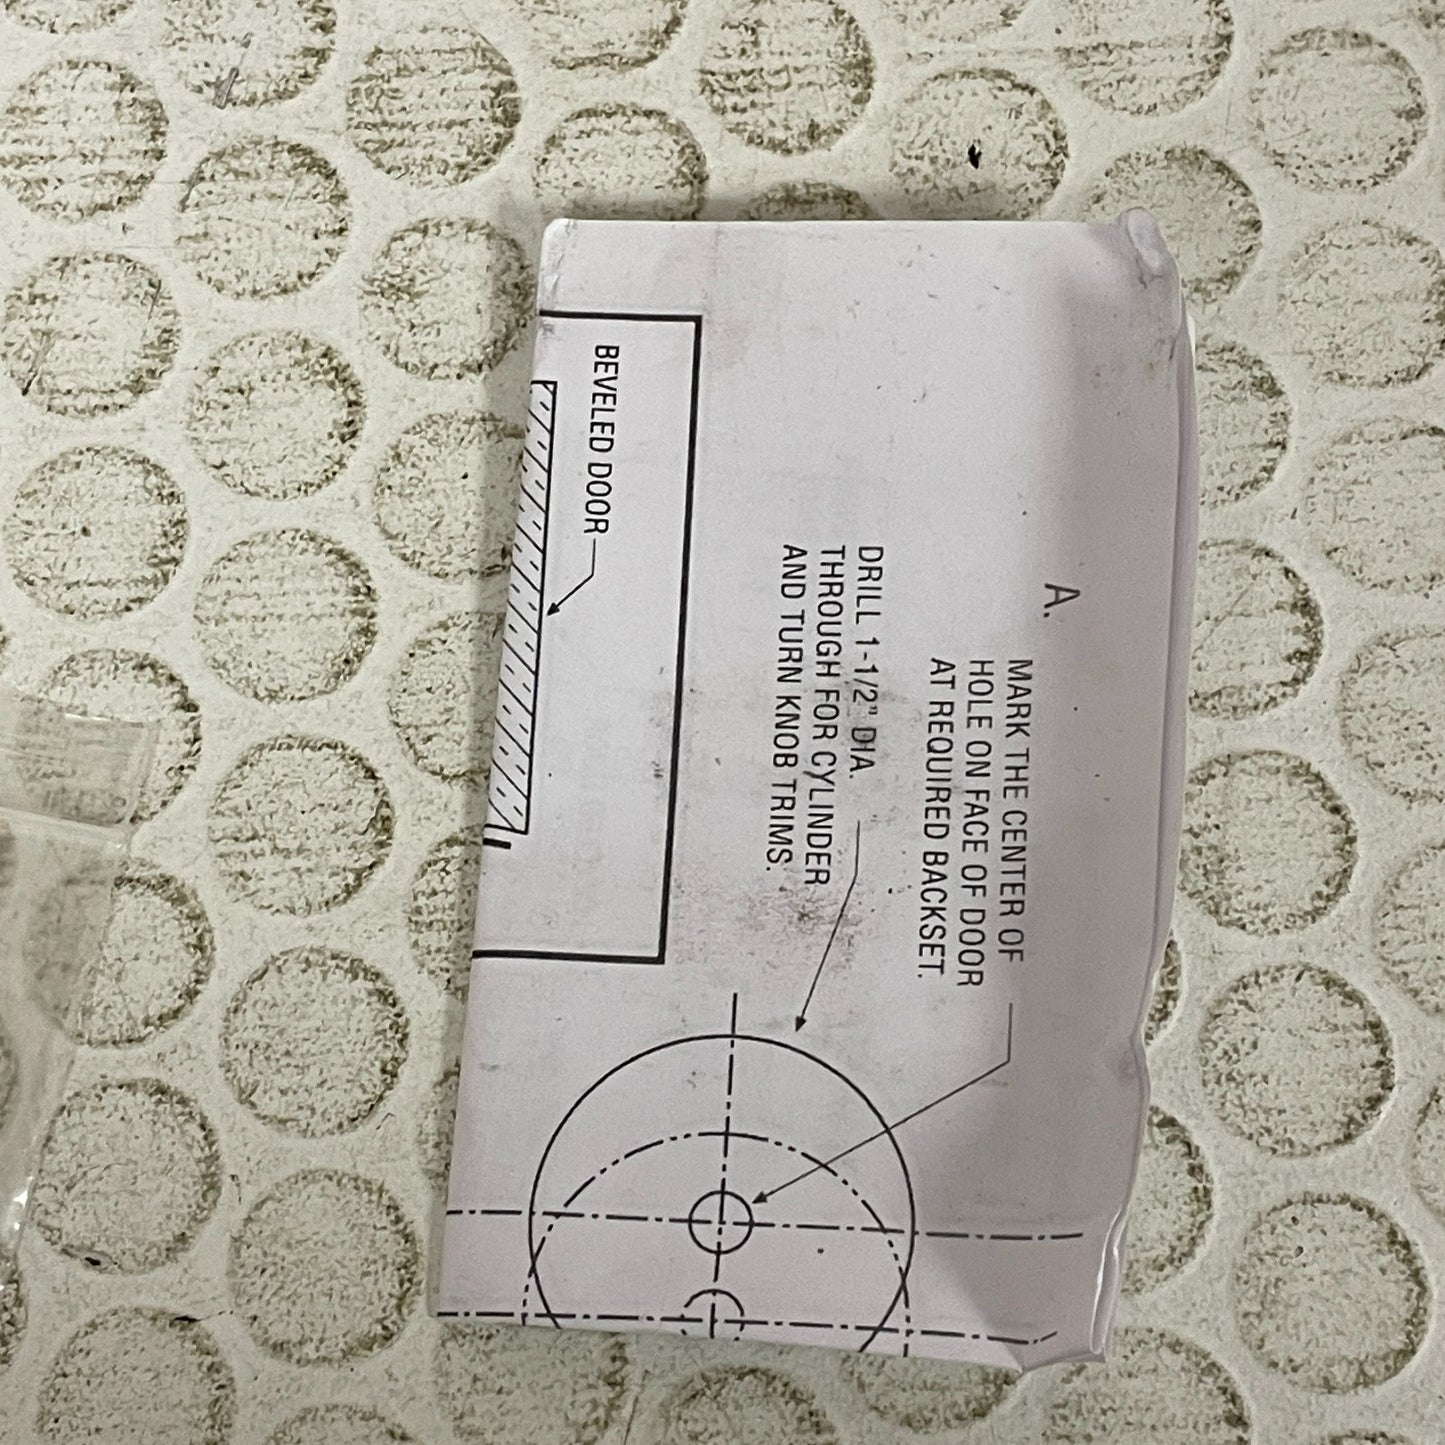 A.
MARK THE CENTER OF
HOLE ON FACE OF DOOR
AT REQUIRED BACKSET.
DRILL 1-1/2" DIA.
THROUGH FOR CYLINDER
AND TURN KNOB TRIMS.
BEVELED DOOR